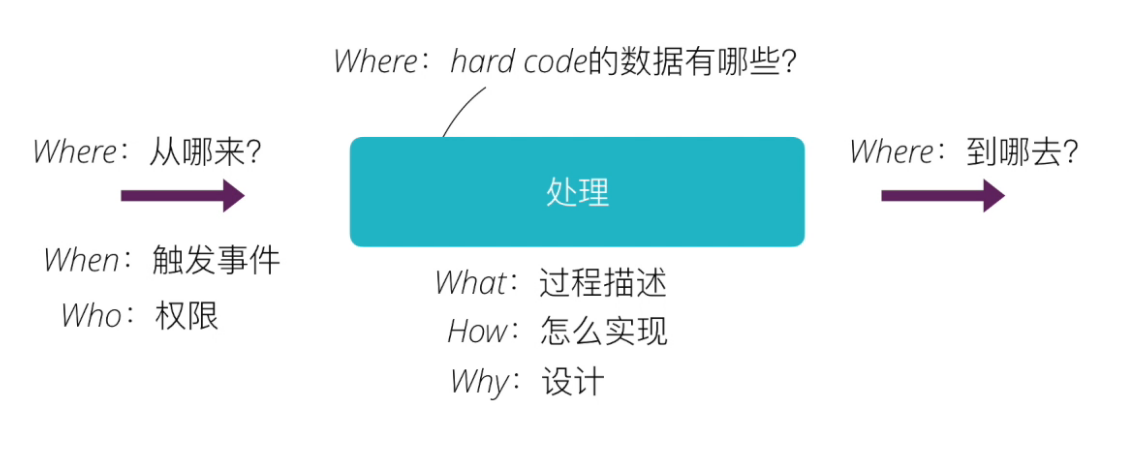 Where：hard code的数据有哪些？
Where：从哪来？
处理
Where：到哪去？
When：触发事件
Who：权限
What：过程描述
How：怎么实现
Why：设计